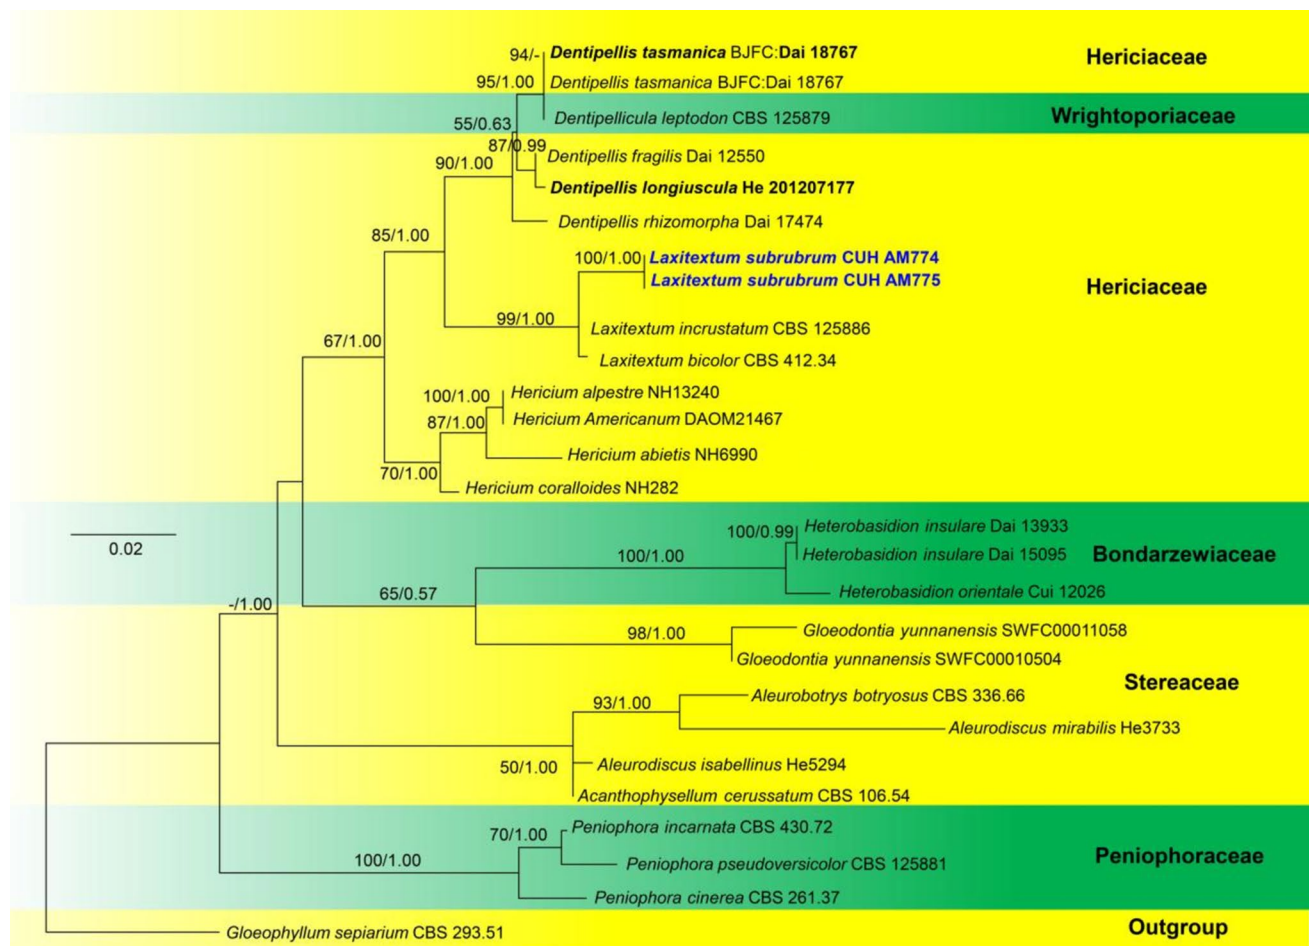 94/-
Dentipellis tasmanica BJFC:Dai 18767
Hericiaceae
95/1.00
Dentipellis tasmanica BJFC:Dai 18767
Dentipellicula leptodon CBS 125879
Wrightoporiaceae
55/0.63
87/0.99
Dentipellis fragilis Dai 12550
90/1.00
Dentipellis longiuscula He 201207177
Dentipellis rhizomorpha Dai 17474
85/1.00
100/1.00
Laxitextum subrubrum CUH AM774
Laxitextum subrubrum CUH AM775
Hericiaceae
99/1.00
Laxitextum incrustatum CBS 125886
67/1.00
Laxitextum bicolor CBS 412.34
100/1.00
Hericium alpestre NH13240
Hericium Americanum DAOM21467
87/1.00
Hericium abietis NH6990
70/1.00
Hericium coralloides NH282
0.02
100/0.99
Heterobasidion insulare Dai 13933
Heterobasidion insulare Dai 15095
Bondarzewiaceae
100/1.00
65/0.57
Heterobasidion orientale Cui 12026
-/1.00
98/1.00
Gloeodontia yunnanensis SWFC00011058
Gloeodontia yunnanensis SWFC00010504
Stereaceae
93/1.00
Aleurobotrys botryosus CBS 336.66
Aleurodiscus mirabilis He3733
50/1.00
Aleurodiscus isabellinus He5294
Acanthophysellum cerussatum CBS 106.54
70/1.00
Peniophora incarnata CBS 430.72
100/1.00
Peniophora pseudoversicolor CBS 125881
Peniophoraceae
Peniophora cinerea CBS 261.37
Gloeophyllum sepiarium CBS 293.51
Outgroup